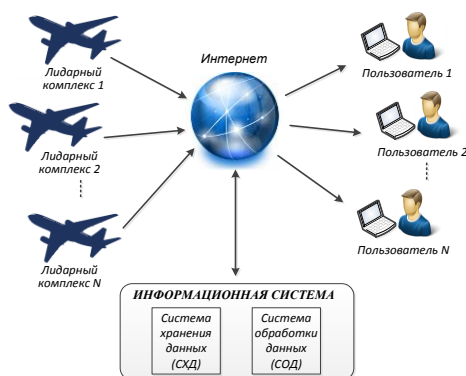 Интернет
Лидарный
комплекс 1
Лидарный
комплекс 2
Лидарный
комплекс N
Пользователь 1
Пользователь 2
Пользователь N
ИНФОРМАЦИОННАЯ СИСТЕМА
Система
хранения
данных
(СХД)
Система
обработки
данных
(СОД)